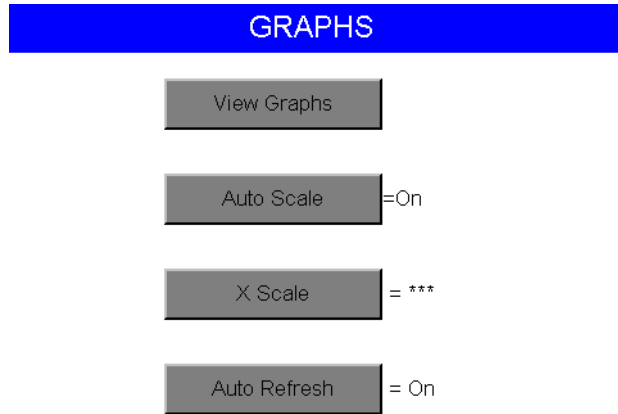 GRAPHS
View Graphs
Auto Scale =On
X Scale = ***
Auto Refresh = On